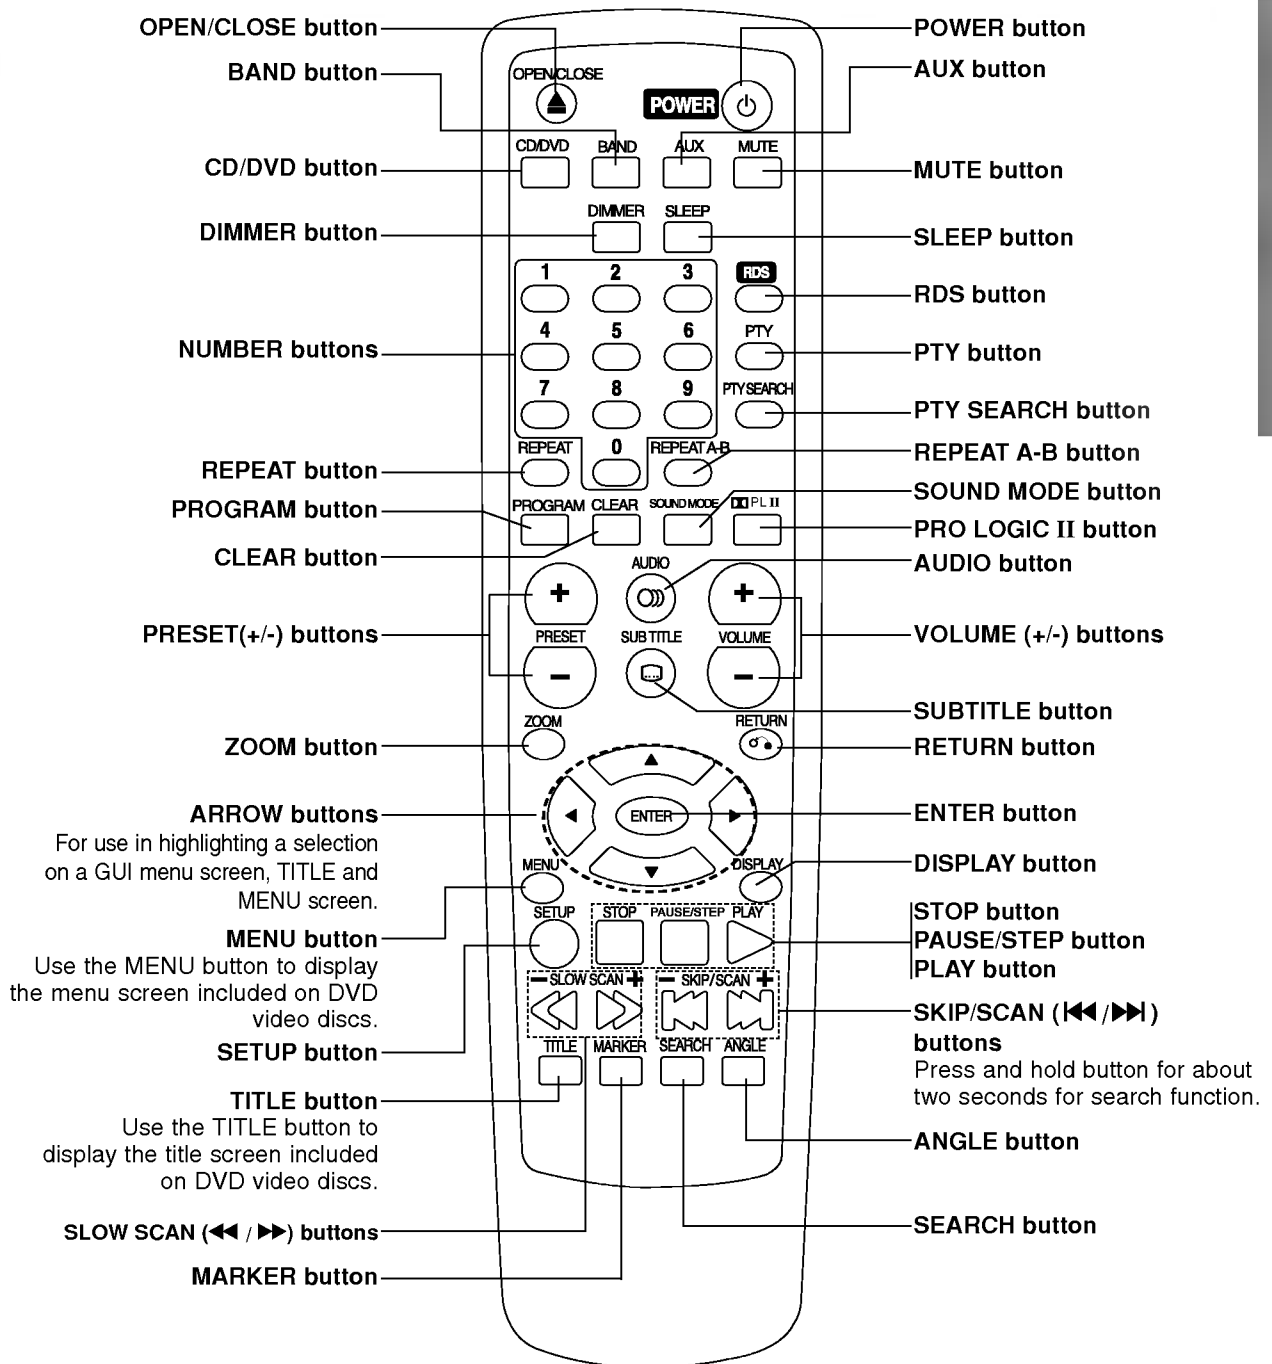 OPEN/CLOSE button
BAND button
CD/DVD button
DIMMER button
NUMBER buttons
REPEAT button
PROGRAM button
CLEAR button
PRESET(+/-) buttons
ZOOM button
ARROW buttons
For use in highlighting a selection
on a GUI menu screen, TITLE and
MENU screen.
MENU button
Use the MENU button to display
the menu screen included on DVD
video discs.
SETUP button
TITLE button
Use the TITLE button to
display the title screen included
on DVD video discs.
SLOW SCAN (◀◀ / ▶▶) buttons
MARKER button
OPEN/CLOSE
POWER
CD/DVD BAND AUX MUTE
DIMMER SLEEP
1 2 3 RDS
4 5 6 PTY
7 8 9 PTY SEARCH
REPEAT 0 REPEAT A-B
PROGRAM CLEAR SOUND MODE PL II
AUDIO
+ +
PRESET SUBTITLE VOLUME
− −
ZOOM RETURN
▲
◀ ENTER ▶
▼
MENU DISPLAY
SETUP STOP PAUSE/STEP PLAY
− SLOW SCAN + − SKIP/SCAN +
TITLE MARKER SEARCH ANGLE
POWER button
AUX button
MUTE button
SLEEP button
RDS button
PTY button
PTY SEARCH button
REPEAT A-B button
SOUND MODE button
PRO LOGIC II button
AUDIO button
VOLUME (+/-) buttons
SUBTITLE button
RETURN button
ENTER button
DISPLAY button
STOP button
PAUSE/STEP button
PLAY button
SKIP/SCAN (|◀◀ / ▶▶|)
buttons
Press and hold button for about
two seconds for search function.
ANGLE button
SEARCH button